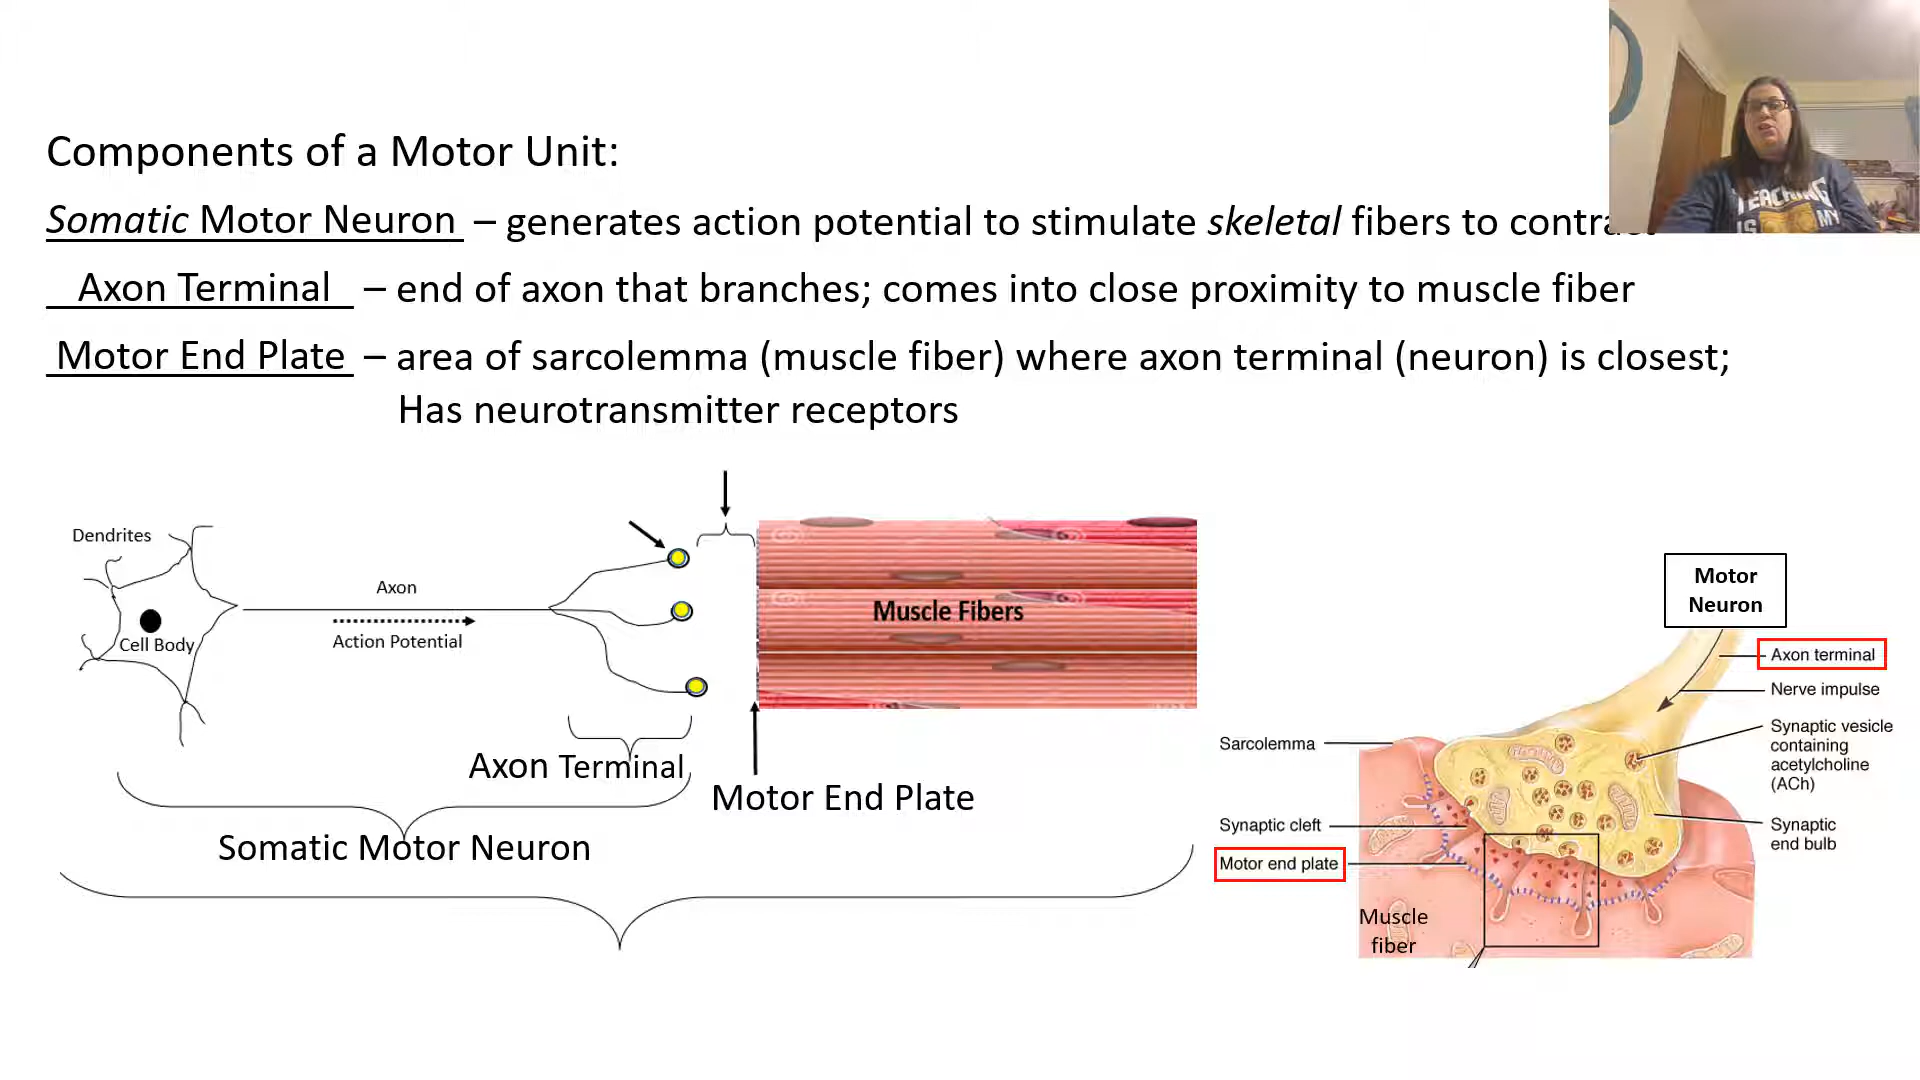 Components of a Motor Unit:
Somatic Motor Neuron – generates action potential to stimulate skeletal fibers to contract
Axon Terminal – end of axon that branches; comes into close proximity to muscle fiber
Motor End Plate – area of sarcolemma (muscle fiber) where axon terminal (neuron) is closest;
Has neurotransmitter receptors
Dendrites
Cell Body
Axon
Action Potential
Muscle Fibers
Axon Terminal
Motor End Plate
Somatic Motor Neuron
Motor
Neuron
Axon terminal
Nerve impulse
Synaptic vesicle
containing
acetylcholine
(ACh)
Synaptic
end bulb
Sarcolemma
Synaptic cleft
Motor end plate
Muscle
fiber
TEACHING
IS MY